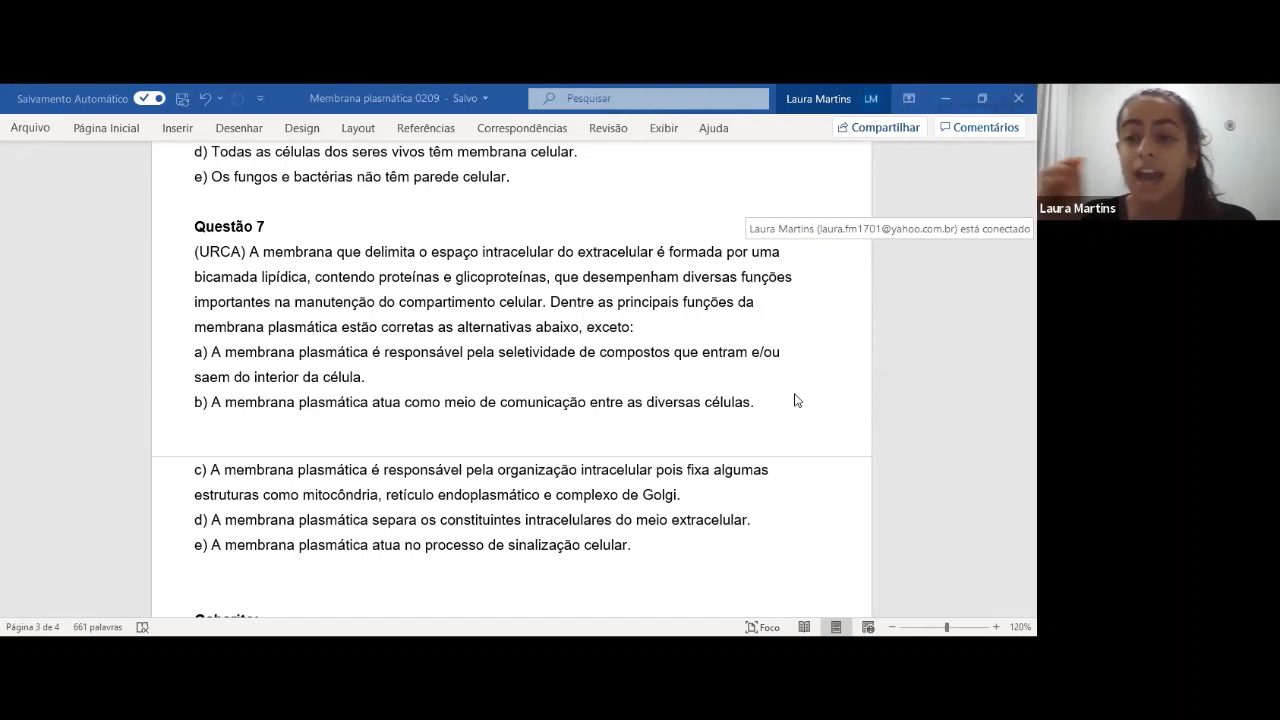 Salvamento Automático
Membrana plasmática 0209 - Salvo
Pesquisar
Laura Martins LM
Arquivo Página Inicial Inserir Desenhar Design Layout Referências Correspondências Revisão Exibir Ajuda Compartilhar Comentários
d) Todas as células dos seres vivos têm membrana celular.
e) Os fungos e bactérias não têm parede celular.
Laura Martins
Questão 7
Laura Martins (laura.fm1701@yahoo.com.br) está conectado
(URCA) A membrana que delimita o espaço intracelular do extracelular é formada por uma
bicamada lipídica, contendo proteínas e glicoproteínas, que desempenham diversas funções
importantes na manutenção do compartimento celular. Dentre as principais funções da
membrana plasmática estão corretas as alternativas abaixo, exceto:
a) A membrana plasmática é responsável pela seletividade de compostos que entram e/ou
saem do interior da célula.
b) A membrana plasmática atua como meio de comunicação entre as diversas células.
c) A membrana plasmática é responsável pela organização intracelular pois fixa algumas
estruturas como mitocôndria, retículo endoplasmático e complexo de Golgi.
d) A membrana plasmática separa os constituintes intracelulares do meio extracelular.
e) A membrana plasmática atua no processo de sinalização celular.
Página 3 de 4 661 palavras Foco 120%